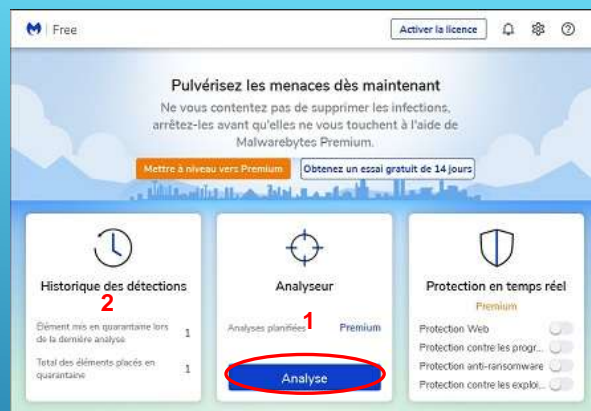 Free
Activer la licence
Pulvérisez les menaces dès maintenant
Ne vous contentez pas de supprimer les infections,
arrêtez-les avant qu'elles ne vous touchent à l'aide de
Malwarebytes Premium.
Mettre à niveau vers Premium
Obtenez un essai gratuit de 14 jours
Historique des détections
2
Elément mis en quarantaine lors
de la dernière analyse
1
Total des éléments placés en
quarantaine
1
Analyseur
1
Analyses planifiées
Premium
Analyse
Protection en temps réel
Premium
Protection Web
Protection contre les progr...
Protection anti-ransomware
Protection contre les exploi...